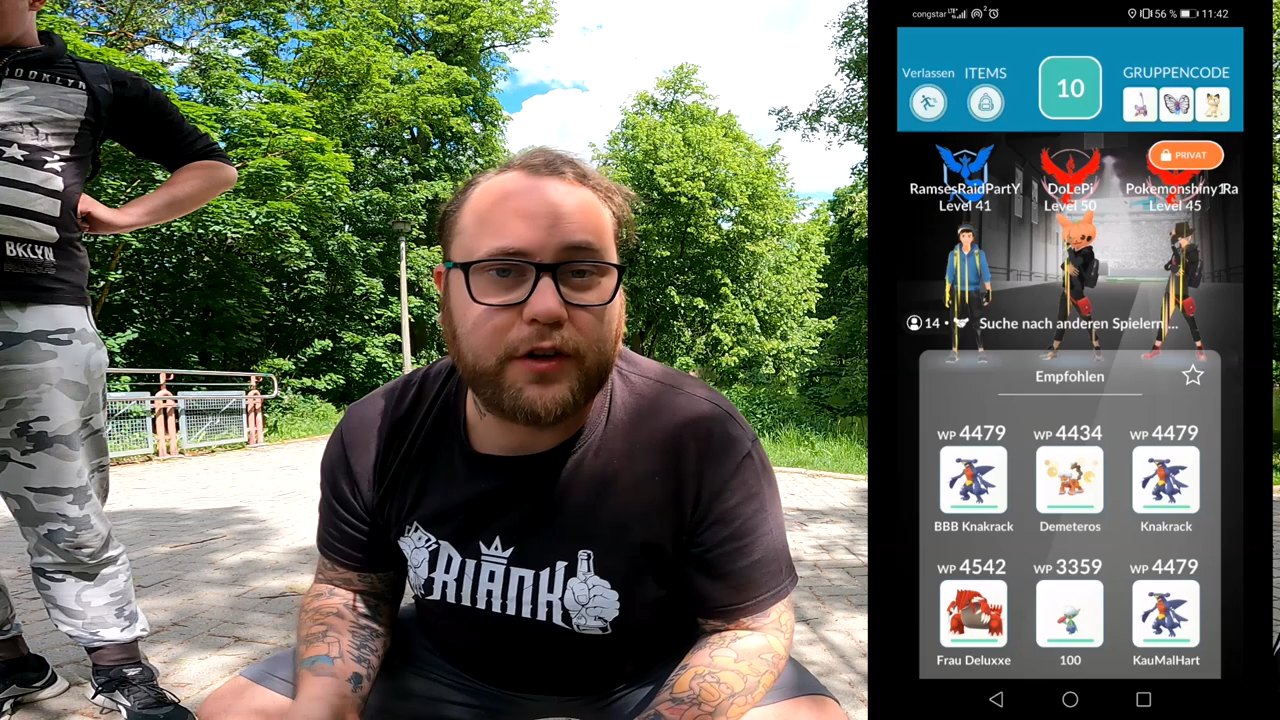 BROOKLYN
BKLYN
RIANK
congstar 56 % 11:42
Verlassen ITEMS 10 GRUPPENCODE
PRIVAT
RamsesRaidPartY DoLePi Pokemonshiny1Ra
Level 41 Level 50 Level 45
14 • Suche nach anderen Spielern...
Empfohlen
WP 4479 WP 4434 WP 4479
BBB Knakrack Demeteros Knakrack
WP 4542 WP 3359 WP 4479
Frau Deluxxe 100 KauMalHart